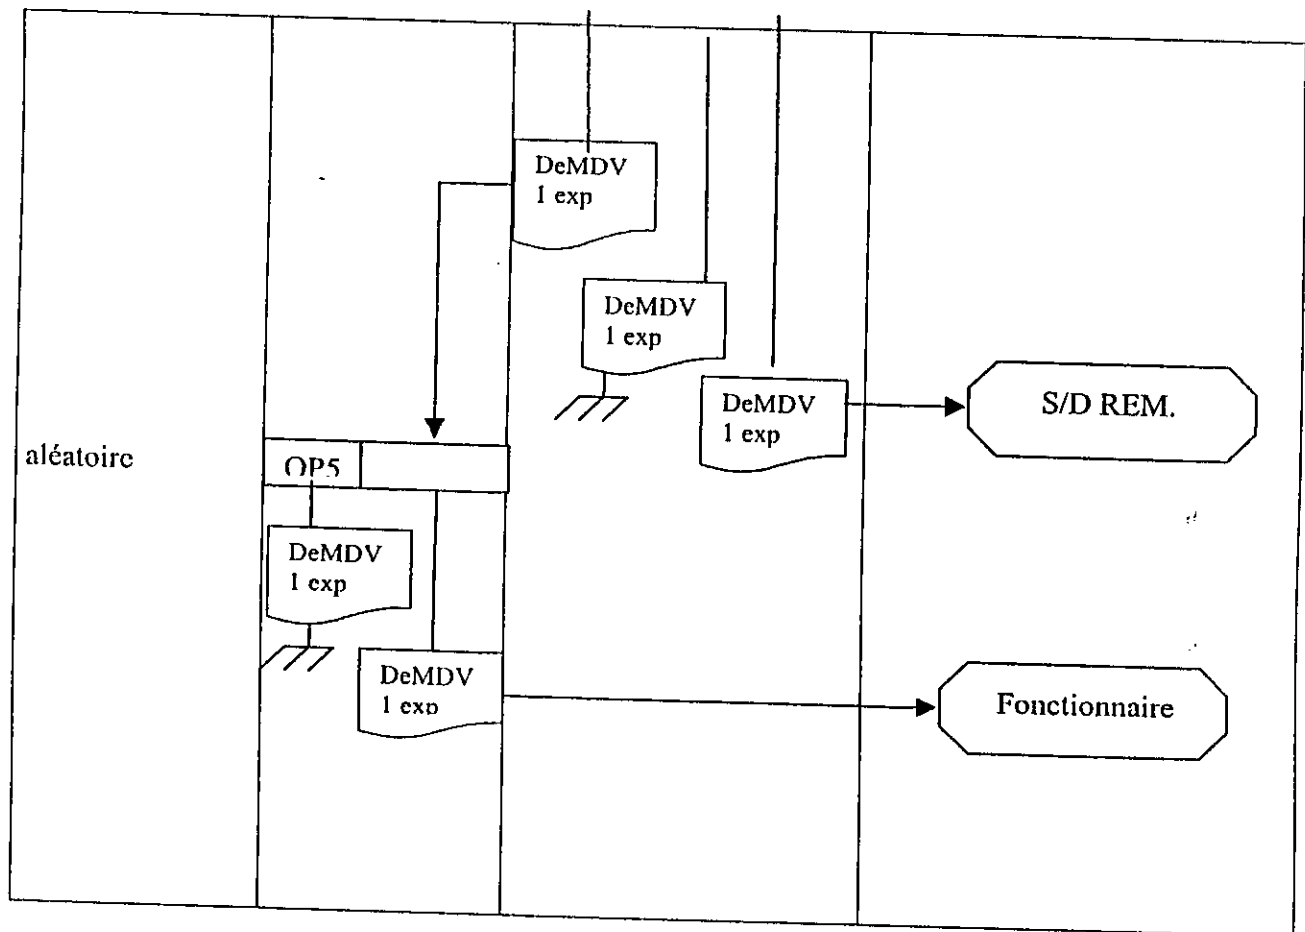 DeMDV
1 exp
DeMDV
1 exp
DeMDV
1 exp
S/D REM.
aléatoire
OP5
DeMDV
1 exp
DeMDV
1 exp
Fonctionnaire